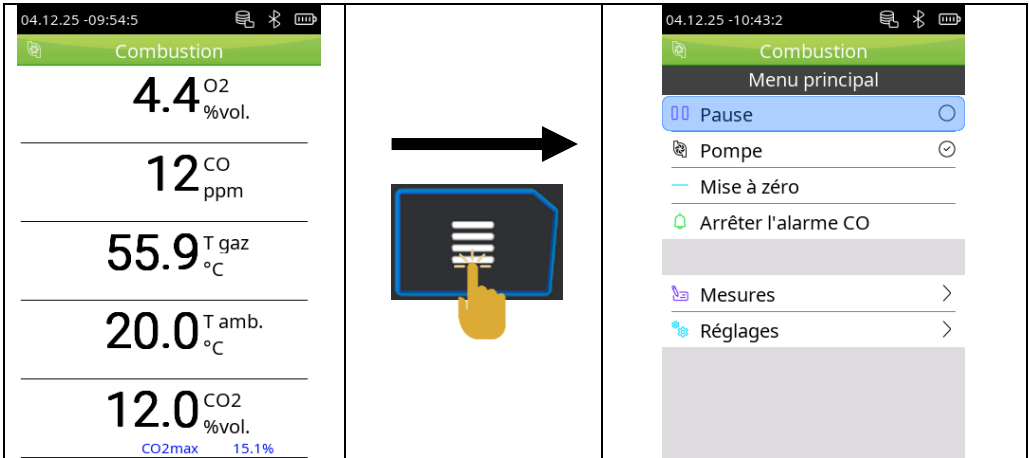 04.12.25 -09:54:5
Combustion
4.4 O2
%vol.
12 CO
ppm
55.9 T gaz
°C
20.0 T amb.
°C
12.0 CO2
%vol.
CO2max 15.1%
04.12.25 -10:43:2
Combustion
Menu principal
Pause
Pompe
Mise à zéro
Arrêter l'alarme CO
Mesures
Réglages